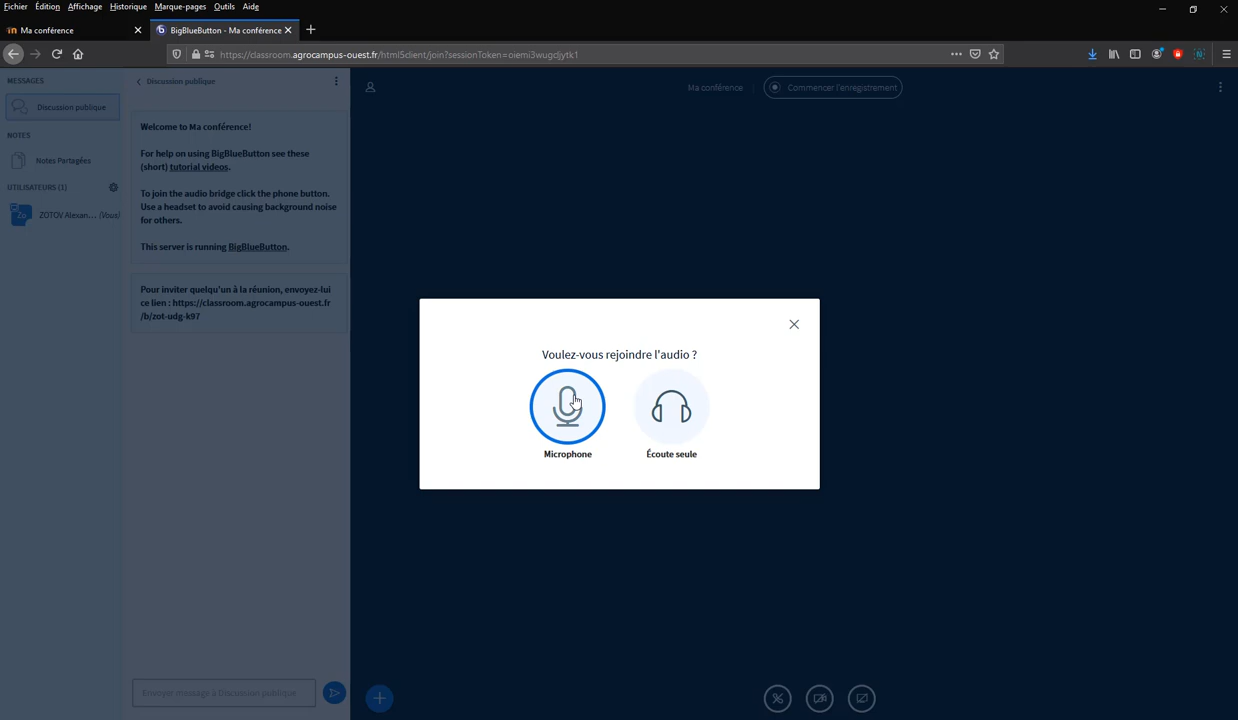 Fichier Édition Affichage Historique Marque-pages Outils Aide
Ma conférence
BigBlueButton - Ma conférence
https://classroom.agrocampus-ouest.fr/html5client/join?sessionToken=oiemi3wugdjytk1
MESSAGES
Discussion publique
NOTES
Notes Partagées
UTILISATEURS (1)
Zo
ZOTOV Alexan... (Vous)
Discussion publique
Welcome to Ma conférence!
For help on using BigBlueButton see these
(short) tutorial videos.
To join the audio bridge click the phone button.
Use a headset to avoid causing background noise
for others.
This server is running BigBlueButton.
Pour inviter quelqu'un à la réunion, envoyez-lui
ce lien : https://classroom.agrocampus-ouest.fr
/b/zot-udg-k97
Envoyer message à Discussion publique
Ma conférence
Commencer l'enregistrement
Voulez-vous rejoindre l'audio ?
Microphone
Écoute seule